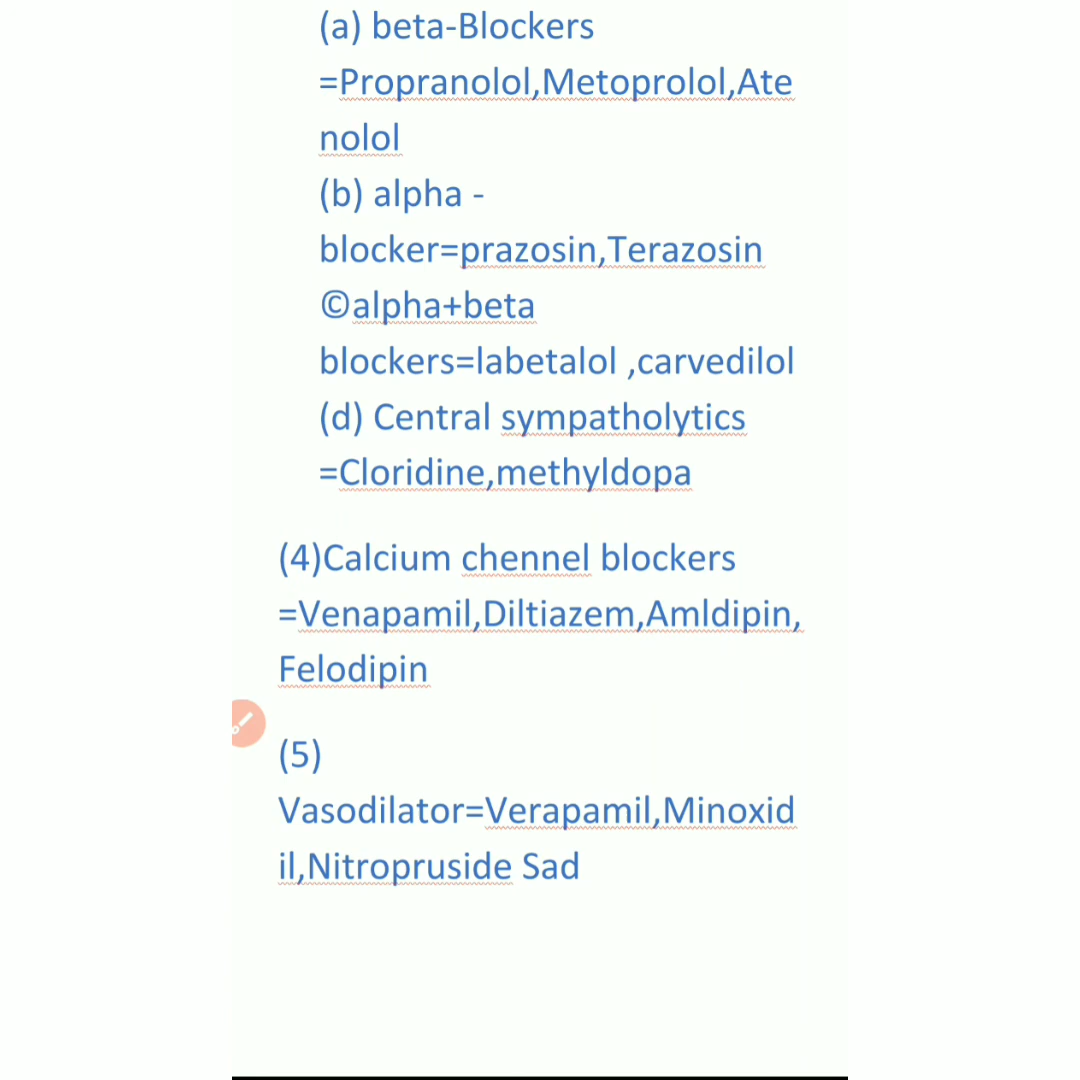 (a) beta-Blockers
=Propranolol,Metoprolol,Ate
nolol
(b) alpha -
blocker=prazosin,Terazosin
©alpha+beta
blockers=labetalol ,carvedilol
(d) Central sympatholytics
=Cloridine,methyldopa
(4)Calcium chennel blockers
=Venapamil,Diltiazem,Amldipin,
Felodipin
(5)
Vasodilator=Verapamil,Minoxid
il,Nitropruside Sad